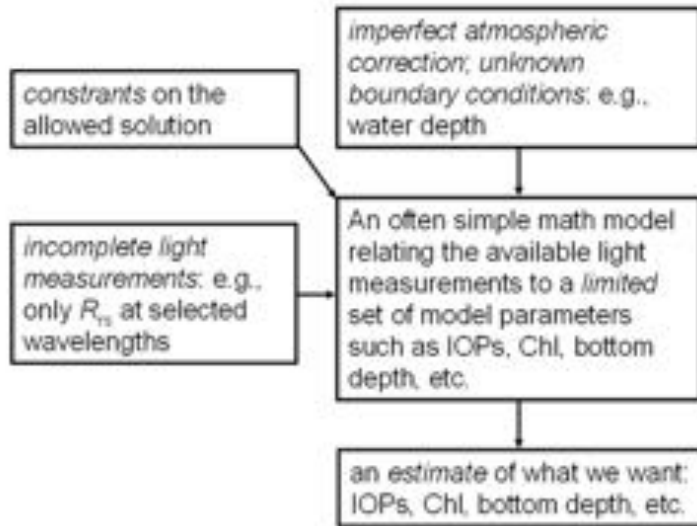 imperfect atmospheric
correction; unknown
boundary conditions: e.g.,
water depth
constrants on the
allowed solution
incomplete light
measurements: e.g.,
only Rrs at selected
wavelengths
An often simple math model
relating the available light
measurements to a limited
set of model parameters
such as IOPs, Chl, bottom
depth, etc.
an estimate of what we want:
IOPs, Chl, bottom depth, etc.